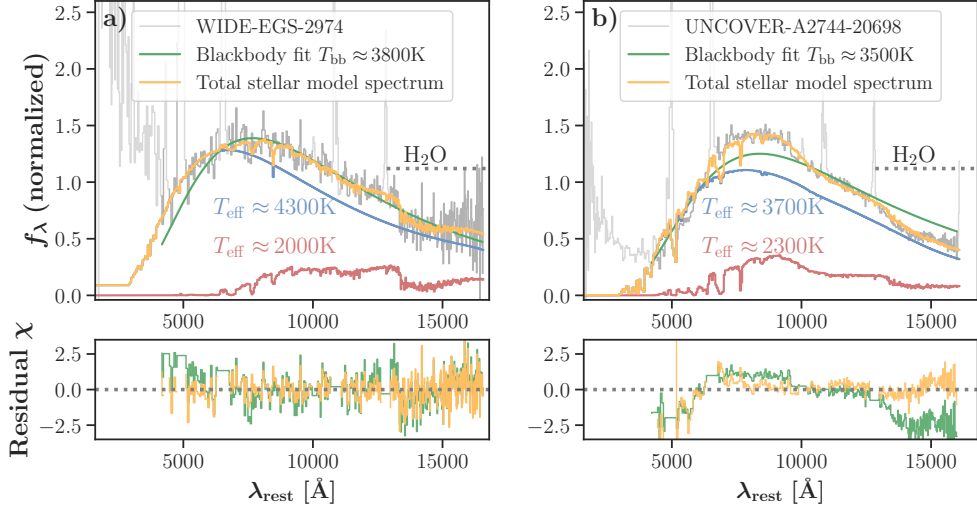 a)
WIDE-EGS-2974
Blackbody fit T_bb ≈ 3800K
Total stellar model spectrum
f_λ (normalized)
2.5
2.0
1.5
1.0
0.5
0.0
H₂O
T_eff ≈ 4300K
T_eff ≈ 2000K
5000 10000 15000
b)
UNCOVER-A2744-20698
Blackbody fit T_bb ≈ 3500K
Total stellar model spectrum
2.5
2.0
1.5
1.0
0.5
0.0
H₂O
T_eff ≈ 3700K
T_eff ≈ 2300K
5000 10000 15000
Residual χ
2.5
0.0
−2.5
5000 10000 15000
λ_rest [Å]
2.5
0.0
−2.5
5000 10000 15000
λ_rest [Å]